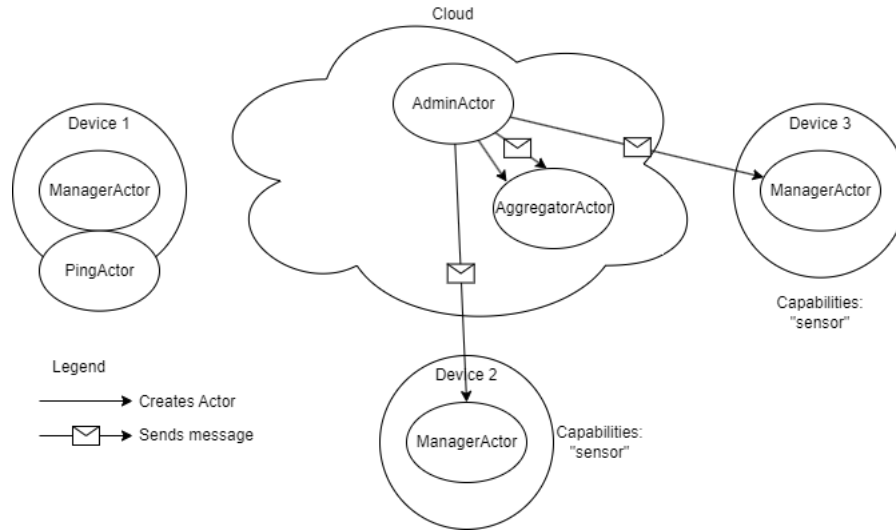 Cloud
AdminActor
AggregatorActor
Device 1
ManagerActor
PingActor
Device 3
ManagerActor
Capabilities:
"sensor"
Device 2
ManagerActor
Capabilities:
"sensor"
Legend
Creates Actor
Sends message